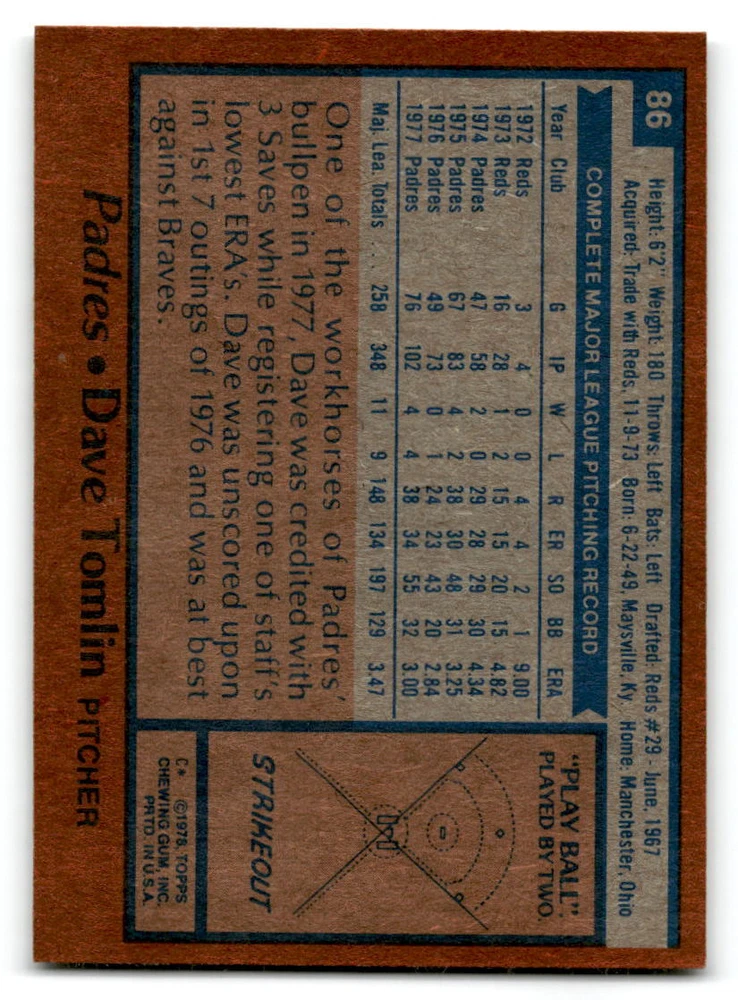 86
Height: 6'2" Weight: 180 Throws: Left Bats: Left Drafted: Reds #29 - June, 1967
Acquired: Trade with Reds, 11-9-73 Born: 6-22-49, Maysville, Ky. Home: Manchester, Ohio
COMPLETE MAJOR LEAGUE PITCHING RECORD
Year Club G IP W L R ER SO BB ERA
1972 Reds 3 4 0 0 4 4 2 1 9.00
1973 Reds 16 28 1 2 15 15 20 15 4.82
1974 Padres 47 58 2 0 29 28 29 30 4.34
1975 Padres 67 83 4 2 38 30 48 31 3.25
1976 Padres 49 73 0 1 24 23 43 20 2.84
1977 Padres 76 102 4 4 38 34 55 32 3.00
Maj. Lea. Totals ... 258 348 11 9 148 134 197 129 3.47
One of the workhorses of Padres'
bullpen in 1977, Dave was credited with
3 Saves while registering one of staff's
lowest ERA's. Dave was unscored upon
in 1st 7 outings of 1976 and was at best
against Braves.
"PLAY BALL"
PLAYED BY TWO.
STRIKEOUT
C* ©1978, TOPPS
CHEWING GUM, INC.
PRTD. IN U.S.A.
Padres • Dave Tomlin PITCHER